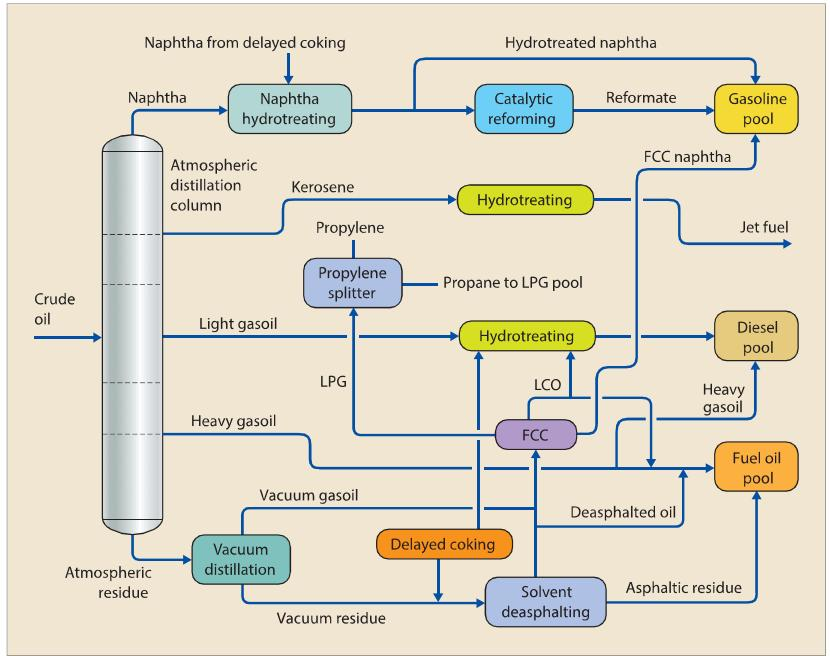 Naphtha from delayed coking
Hydrotreated naphtha
Naphtha
Naphtha
hydrotreating
Catalytic
reforming
Reformate
Gasoline
pool
Atmospheric
distillation
column
FCC naphtha
Kerosene
Hydrotreating
Propylene
Jet fuel
Propylene
splitter
Propane to LPG pool
Crude
oil
Light gasoil
Hydrotreating
Diesel
pool
LPG
LCO
Heavy
gasoil
Heavy gasoil
FCC
Fuel oil
pool
Vacuum gasoil
Deasphalted oil
Vacuum
distillation
Delayed coking
Atmospheric
residue
Solvent
deasphalting
Asphaltic residue
Vacuum residue